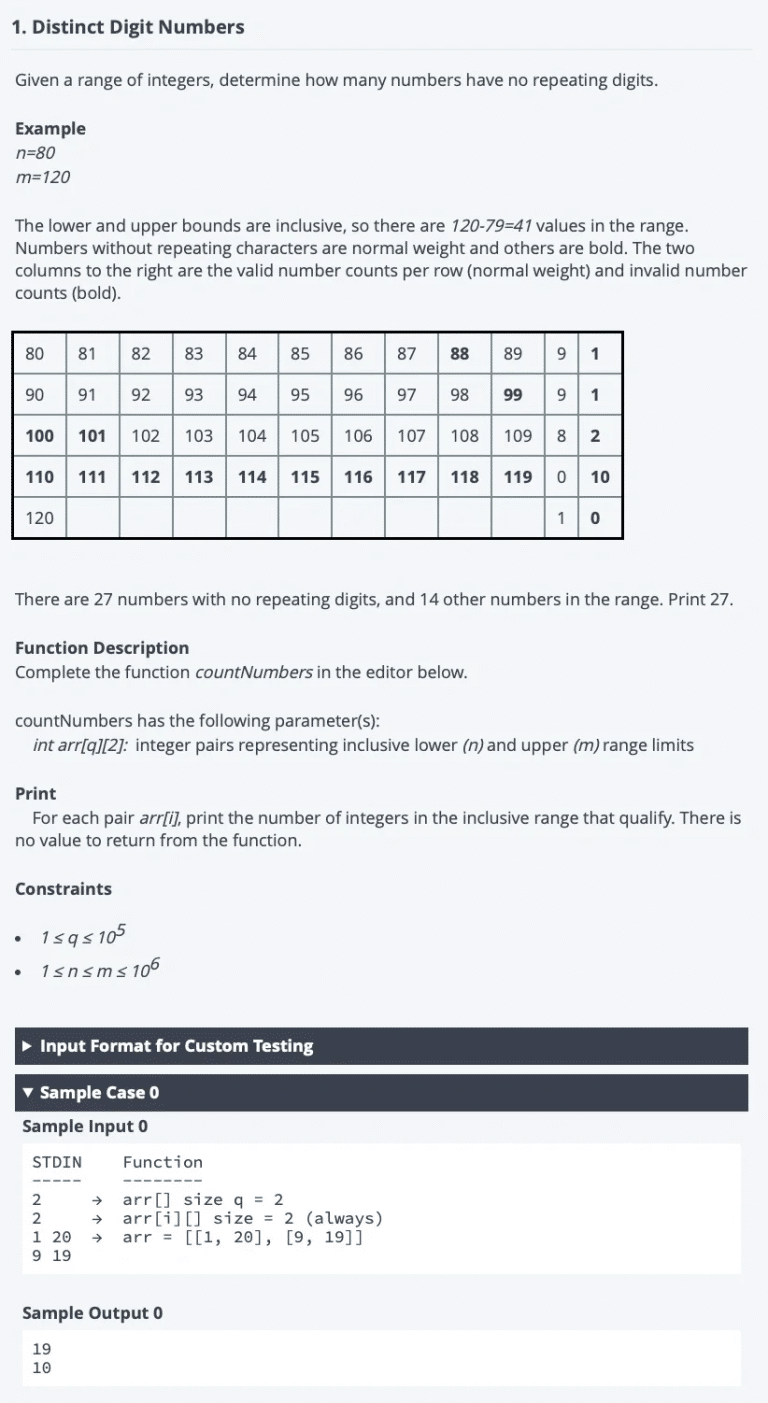 1. Distinct Digit Numbers
Given a range of integers, determine how many numbers have no repeating digits.
Example
n=80
m=120
The lower and upper bounds are inclusive, so there are 120-79=41 values in the range.
Numbers without repeating characters are normal weight and others are bold. The two
columns to the right are the valid number counts per row (normal weight) and invalid number
counts (bold).
80 81 82 83 84 85 86 87 88 89 9 1
90 91 92 93 94 95 96 97 98 99 9 1
100 101 102 103 104 105 106 107 108 109 8 2
110 111 112 113 114 115 116 117 118 119 0 10
120 1 0
There are 27 numbers with no repeating digits, and 14 other numbers in the range. Print 27.
Function Description
Complete the function countNumbers in the editor below.
countNumbers has the following parameter(s):
int arr[q][2]: integer pairs representing inclusive lower (n) and upper (m) range limits
Print
For each pair arr[i], print the number of integers in the inclusive range that qualify. There is
no value to return from the function.
Constraints
• 1 ≤ q ≤ 10^5
• 1 ≤ n ≤ m ≤ 10^6
▶ Input Format for Custom Testing
▼ Sample Case 0
Sample Input 0
STDIN Function
----- --------
2 → arr[] size q = 2
2 → arr[i][] size = 2 (always)
1 20 → arr = [[1, 20], [9, 19]]
9 19
Sample Output 0
19
10